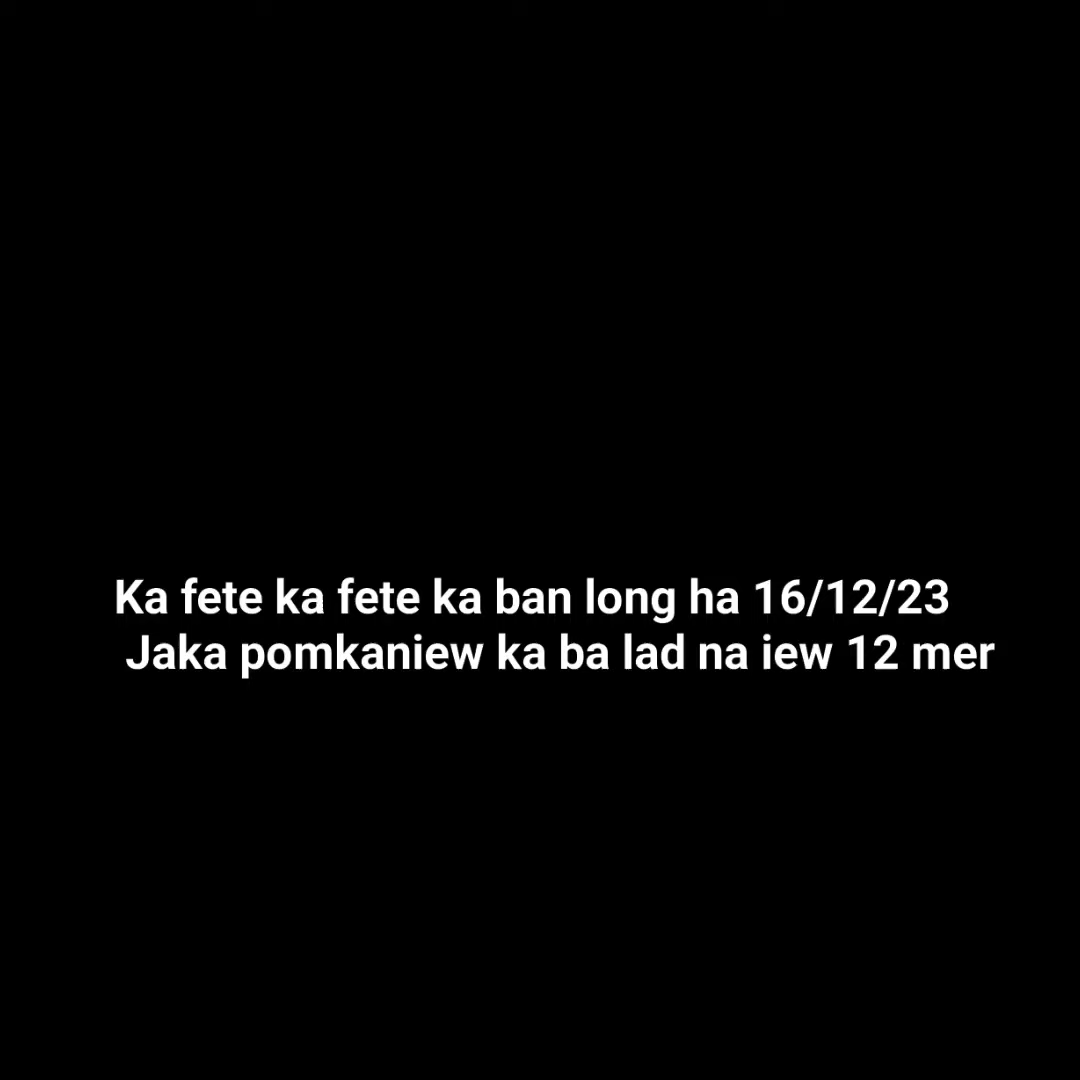 Ka fete ka fete ka ban long ha 16/12/23
Jaka pomkaniew ka ba lad na iew 12 mer